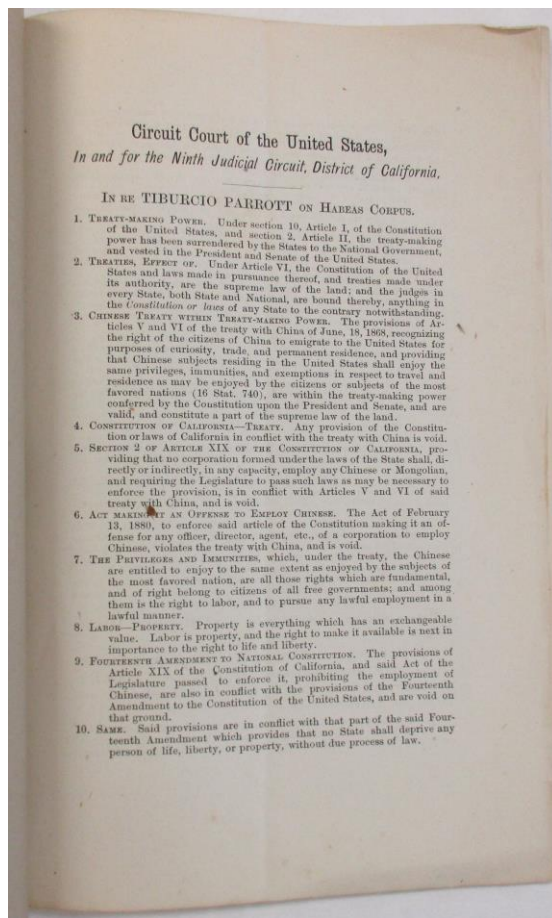 Circuit Court of the United States,
In and for the Ninth Judicial Circuit, District of California.
IN RE TIBURCIO PARROTT ON HABEAS CORPUS.
1. TREATY-MAKING POWER. Under section 10, Article I, of the Constitution
of the United States, and section 2, Article II, the treaty-making
power has been surrendered by the States to the National Government,
and vested in the President and Senate of the United States.
2. TREATIES, EFFECT OF. Under Article VI, the Constitution of the United
States and laws made in pursuance thereof, and treaties made under
its authority, are the supreme law of the land; and the judges in
every State, both State and National, are bound thereby, anything in
the Constitution or laws of any State to the contrary notwithstanding.
3. CHINESE TREATY WITHIN TREATY-MAKING POWER. The provisions of Ar-
ticles V and VI of the treaty with China of June, 18, 1868, recognizing
the right of the citizens of China to emigrate to the United States for
purposes of curiosity, trade, and permanent residence, and providing
that Chinese subjects residing in the United States shall enjoy the
same privileges, immunities, and exemptions in respect to travel and
residence as may be enjoyed by the citizens or subjects of the most
favored nations (16 Stat. 740), are within the treaty-making power
conferred by the Constitution upon the President and Senate, and are
valid, and constitute a part of the supreme law of the land.
4. CONSTITUTION OF CALIFORNIA—TREATY. Any provision of the Constitu-
tion or laws of California in conflict with the treaty with China is void.
5. SECTION 2 OF ARTICLE XIX OF THE CONSTITUTION OF CALIFORNIA, pro-
viding that no corporation formed under the laws of the State shall, di-
rectly or indirectly, in any capacity, employ any Chinese or Mongolian,
and requiring the Legislature to pass such laws as may be necessary to
enforce the provision, is in conflict with Articles V and VI of said
treaty with China, and is void.
6. ACT MAKING IT AN OFFENSE TO EMPLOY CHINESE. The Act of February
13, 1880, to enforce said article of the Constitution making it an of-
fense for any officer, director, agent, etc., of a corporation to employ
Chinese, violates the treaty with China, and is void.
7. THE PRIVILEGES AND IMMUNITIES, which, under the treaty, the Chinese
are entitled to enjoy to the same extent as enjoyed by the subjects of
the most favored nation, are all those rights which are fundamental,
and of right belong to citizens of all free governments; and among
them is the right to labor, and to pursue any lawful employment in a
lawful manner.
8. LABOR—PROPERTY. Property is everything which has an exchangeable
value. Labor is property, and the right to make it available is next in
importance to the right to life and liberty.
9. FOURTEENTH AMENDMENT TO NATIONAL CONSTITUTION. The provisions of
Article XIX of the Constitution of California, and said Act of the
Legislature passed to enforce it, prohibiting the employment of
Chinese, are also in conflict with the provisions of the Fourteenth
Amendment to the Constitution of the United States, and are void on
that ground.
10. SAME. Said provisions are in conflict with that part of the said Four-
teenth Amendment which provides that no State shall deprive any
person of life, liberty, or property, without due process of law.